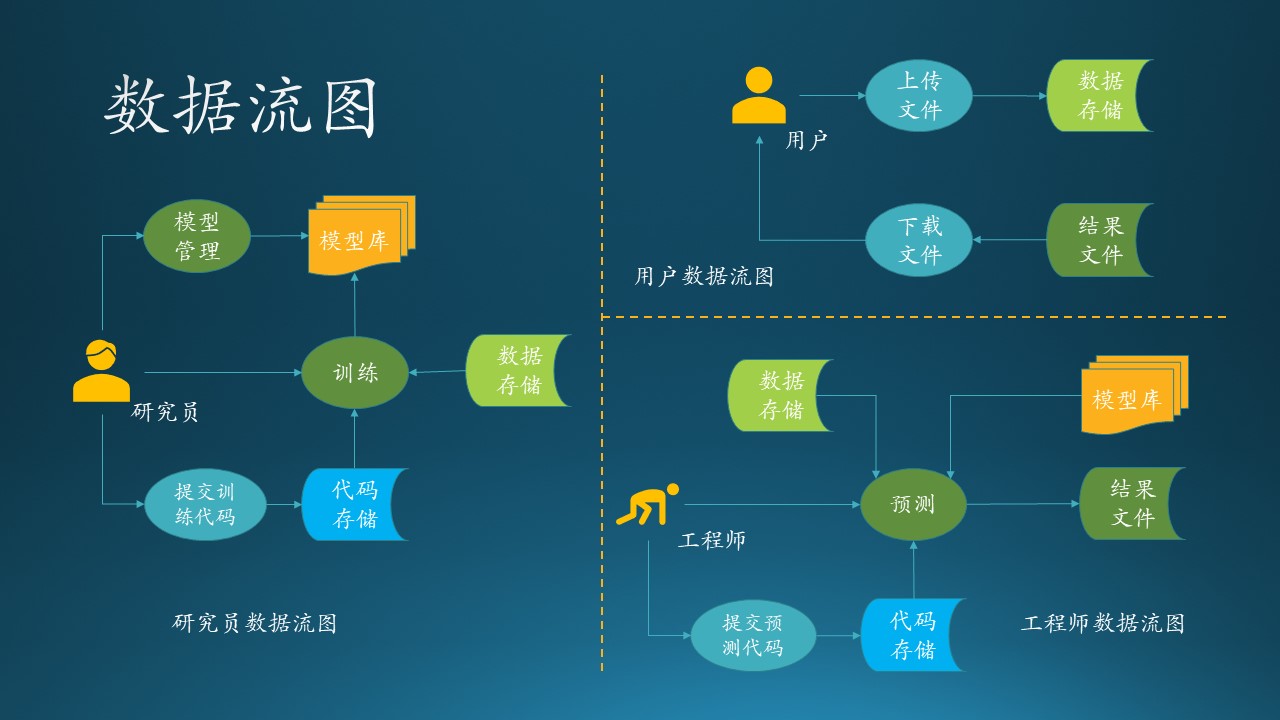 数据流图
模型
管理
模型库
训练
数据
存储
研究员
提交训
练代码
代码
存储
研究员数据流图
用户
上传
文件
数据
存储
下载
文件
结果
文件
用户数据流图
数据
存储
模型库
预测
结果
文件
工程师
提交预
测代码
代码
存储
工程师数据流图